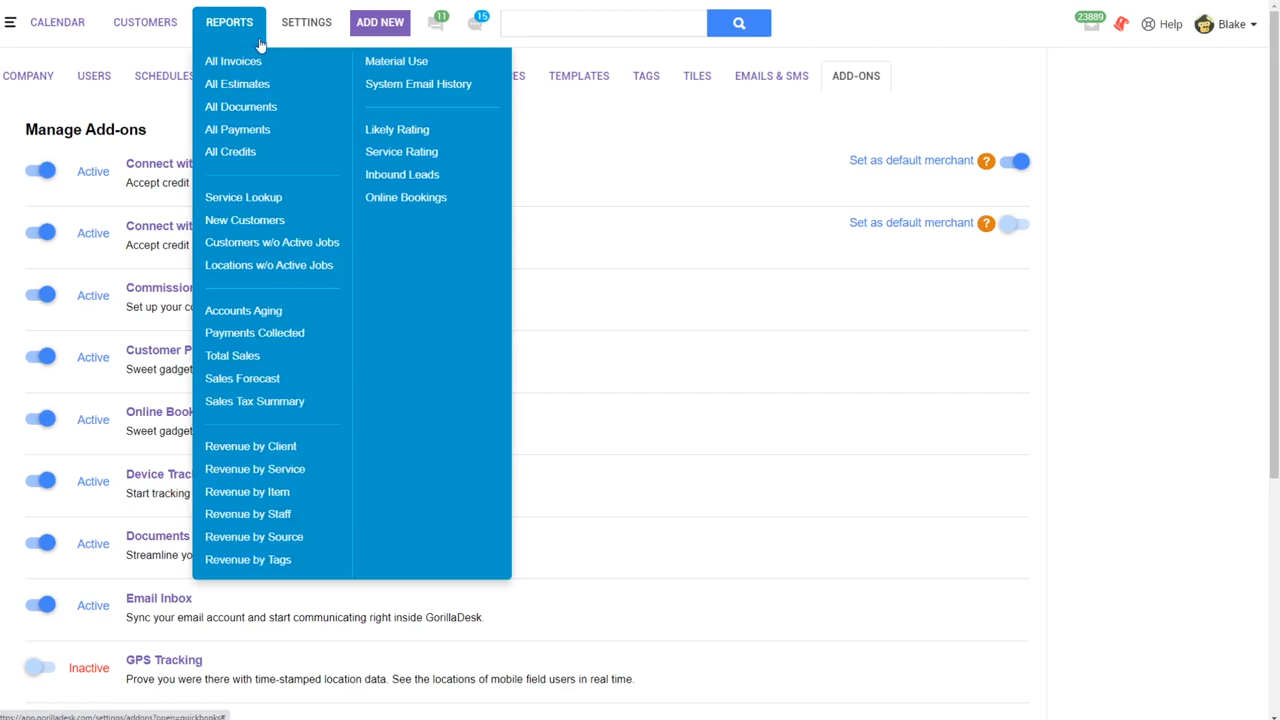 CALENDAR CUSTOMERS REPORTS SETTINGS ADD NEW 11 15 23889 Help Blake
COMPANY USERS SCHEDULES ES TEMPLATES TAGS TILES EMAILS & SMS ADD-ONS
All Invoices
All Estimates
All Documents
All Payments
All Credits
Service Lookup
New Customers
Customers w/o Active Jobs
Locations w/o Active Jobs
Accounts Aging
Payments Collected
Total Sales
Sales Forecast
Sales Tax Summary
Revenue by Client
Revenue by Service
Revenue by Item
Revenue by Staff
Revenue by Source
Revenue by Tags
Material Use
System Email History
Likely Rating
Service Rating
Inbound Leads
Online Bookings
Manage Add-ons
Active Connect wit Set as default merchant ?
Accept credit
Active Connect wit Set as default merchant ?
Accept credit
Active Commission
Set up your co
Active Customer P
Sweet gadget
Active Online Book
Sweet gadget
Active Device Trac
Start tracking
Active Documents
Streamline yo
Active Email Inbox
Sync your email account and start communicating right inside GorillaDesk.
Inactive GPS Tracking
Prove you were there with time-stamped location data. See the locations of mobile field users in real time.
ttps://app.gorilladesk.com/settings/addons?open=quickbooks#